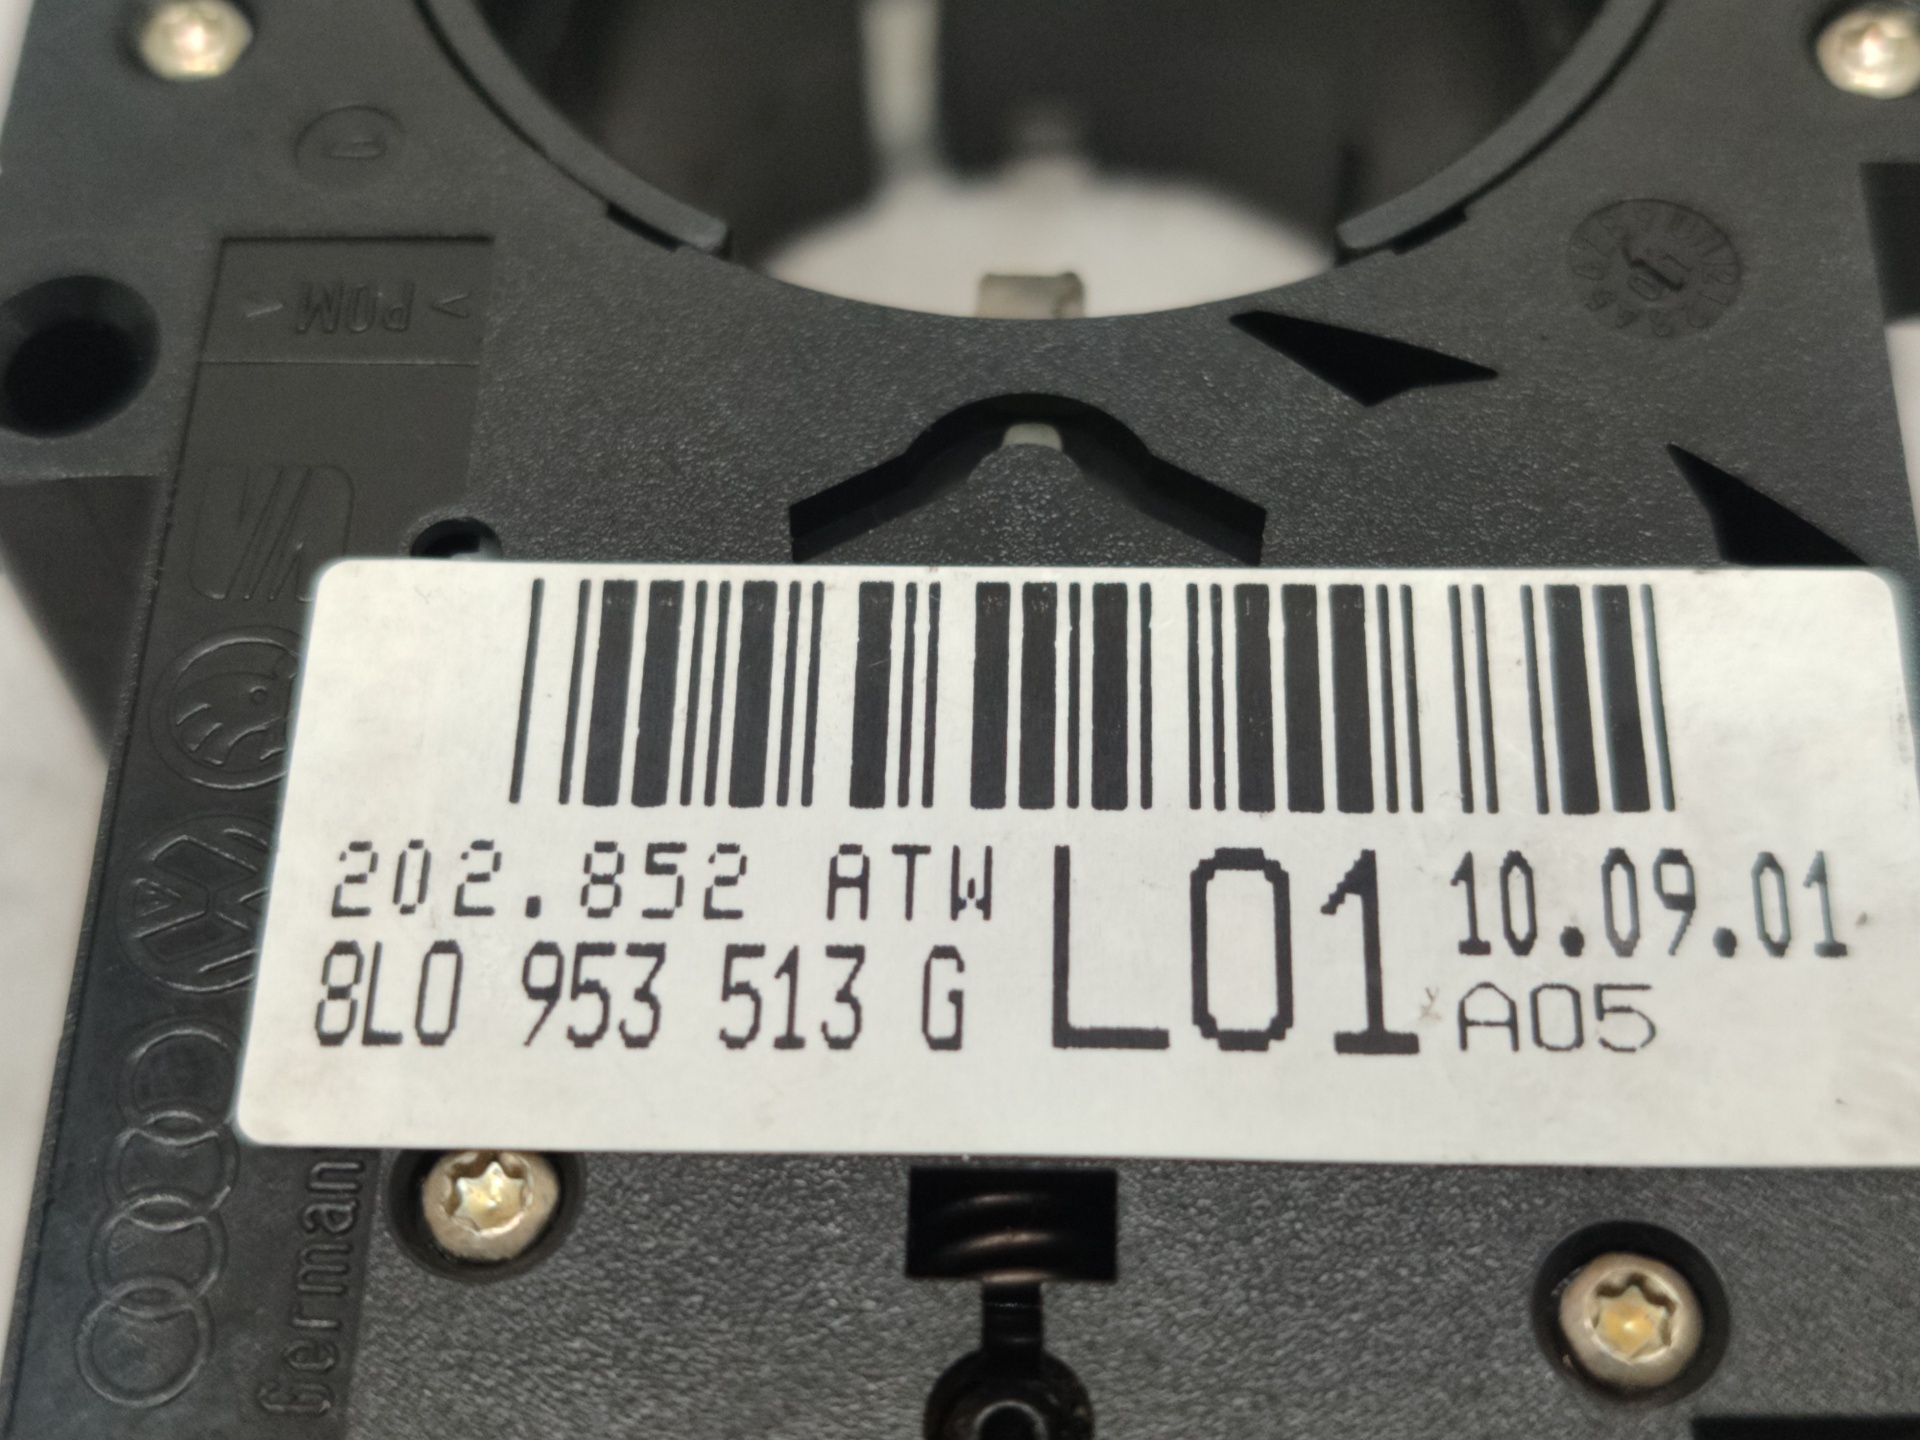 >POM<
202.852 ATW
8L0 953 513 G
L01
10.09.01
A05
German